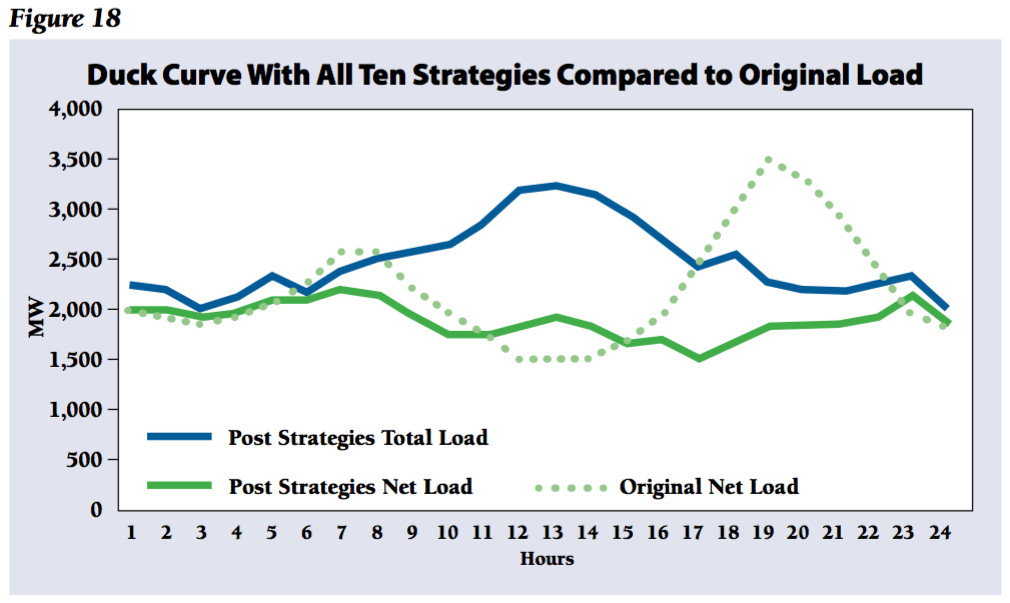 Figure 18
Duck Curve With All Ten Strategies Compared to Original Load
4,000
3,500
3,000
2,500
2,000
1,500
1,000
500
0
MW
Post Strategies Total Load
Post Strategies Net Load
Original Net Load
1 2 3 4 5 6 7 8 9 10 11 12 13 14 15 16 17 18 19 20 21 22 23 24
Hours